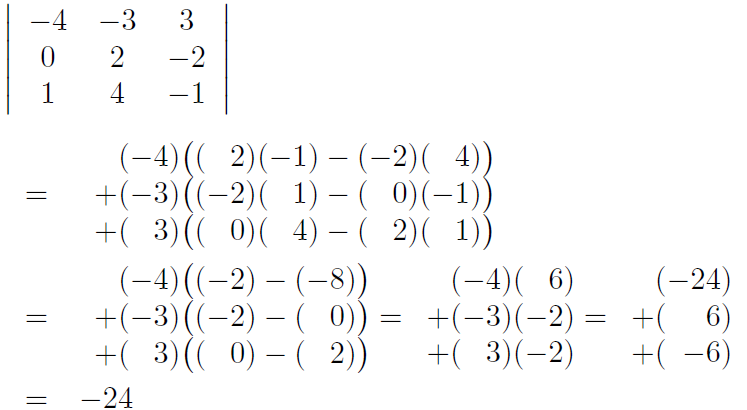 | −4 −3 3 |
| 0 2 −2 |
| 1 4 −1 |
(−4)(( 2)(−1) − (−2)( 4))
= +(−3)((−2)( 1) − ( 0)(−1))
+( 3)(( 0)( 4) − ( 2)( 1))
(−4)((−2) − (−8)) (−4)( 6) (−24)
= +(−3)((−2) − ( 0)) = +(−3)(−2) = +( 6)
+( 3)(( 0) − ( 2)) +( 3)(−2) +( −6)
= −24